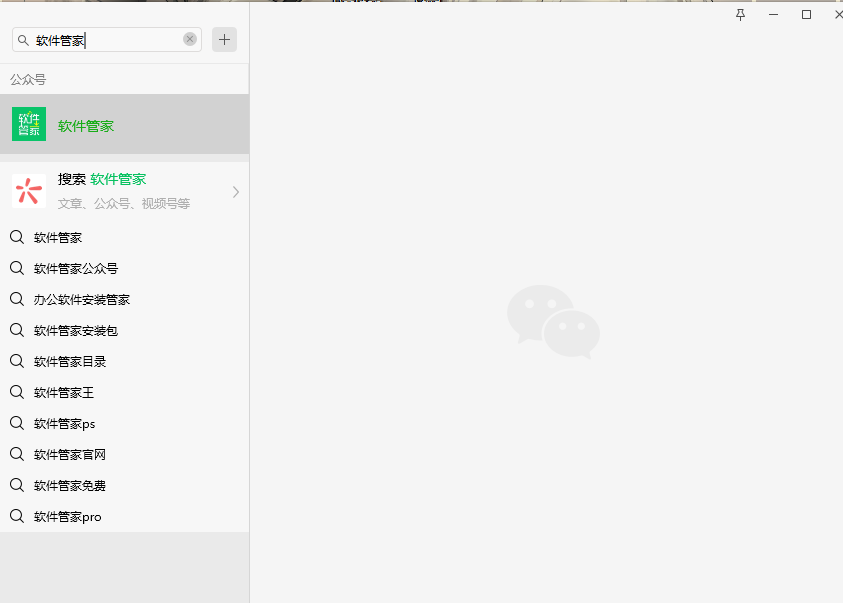 软件管家
公众号
软件
管家
软件管家
搜索 软件管家
文章、公众号、视频号等
软件管家
软件管家公众号
办公软件安装管家
软件管家安装包
软件管家目录
软件管家王
软件管家ps
软件管家官网
软件管家免费
软件管家pro